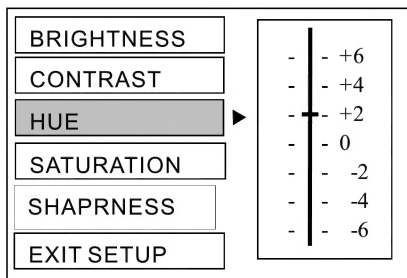 BRIGHTNESS
CONTRAST
HUE
SATURATION
SHAPRNESS
EXIT SETUP
- - +6
- - +4
- - +2
- - 0
- - -2
- - -4
- - -6